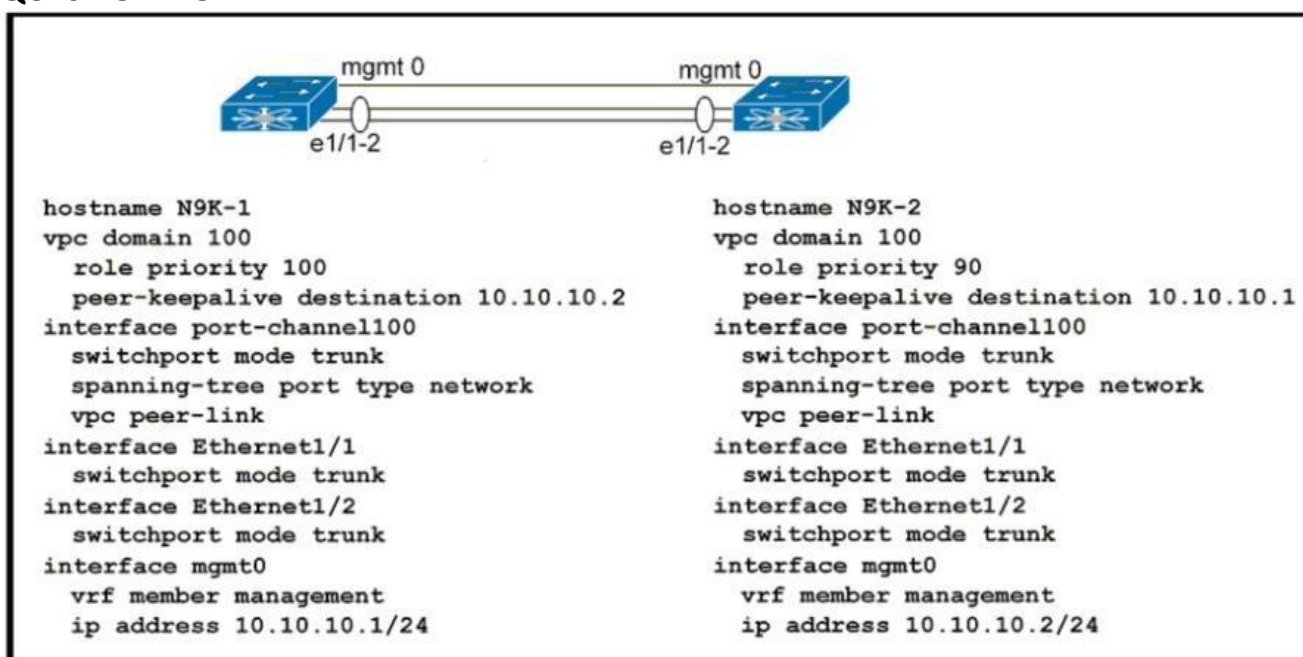 mgmt 0 mgmt 0
e1/1-2 e1/1-2
hostname N9K-1
vpc domain 100
role priority 100
peer-keepalive destination 10.10.10.2
interface port-channel100
switchport mode trunk
spanning-tree port type network
vpc peer-link
interface Ethernet1/1
switchport mode trunk
interface Ethernet1/2
switchport mode trunk
interface mgmt0
vrf member management
ip address 10.10.10.1/24
hostname N9K-2
vpc domain 100
role priority 90
peer-keepalive destination 10.10.10.1
interface port-channel100
switchport mode trunk
spanning-tree port type network
vpc peer-link
interface Ethernet1/1
switchport mode trunk
interface Ethernet1/2
switchport mode trunk
interface mgmt0
vrf member management
ip address 10.10.10.2/24